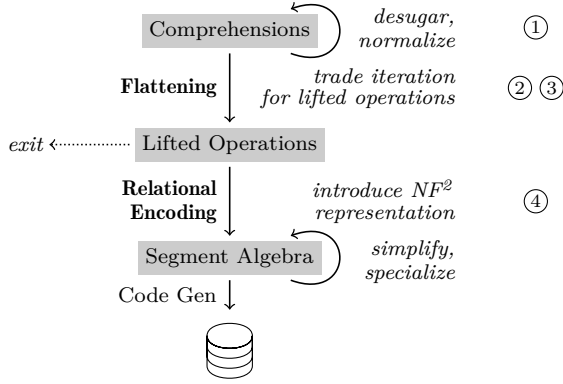 Comprehensions
desugar,
normalize
①
Flattening
trade iteration
for lifted operations
② ③
exit
Lifted Operations
Relational
Encoding
introduce NF²
representation
④
Segment Algebra
simplify,
specialize
Code Gen